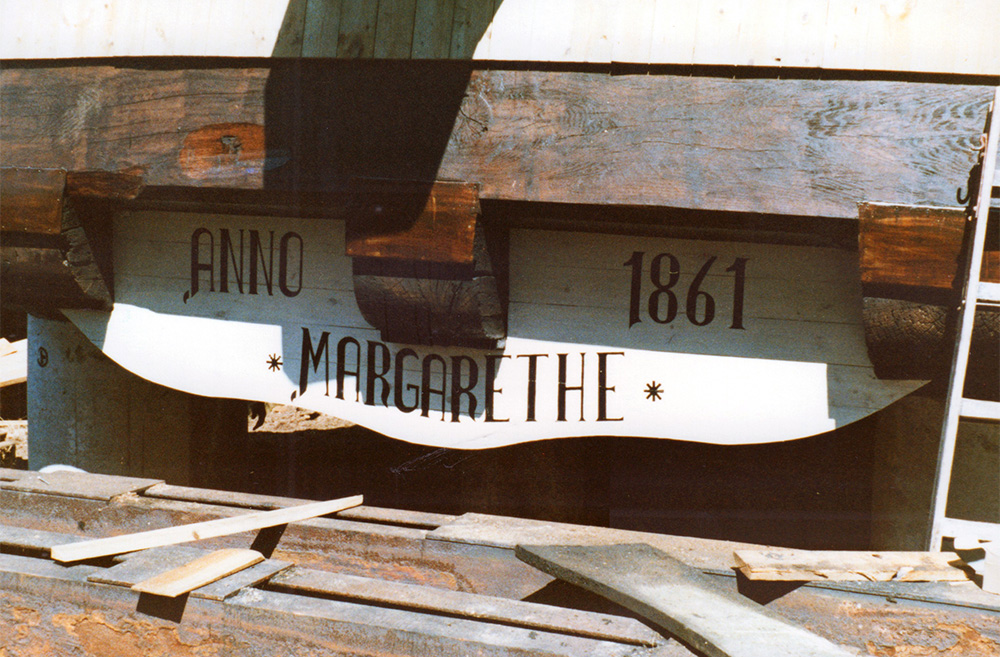 ANNO 1861
* MARGARETHE *